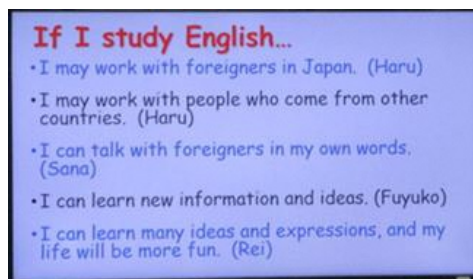 If I study English...
•I may work with foreigners in Japan. (Haru)
•I may work with people who come from other
countries. (Haru)
•I can talk with foreigners in my own words.
(Sana)
•I can learn new information and ideas. (Fuyuko)
•I can learn many ideas and expressions, and my
life will be more fun. (Rei)